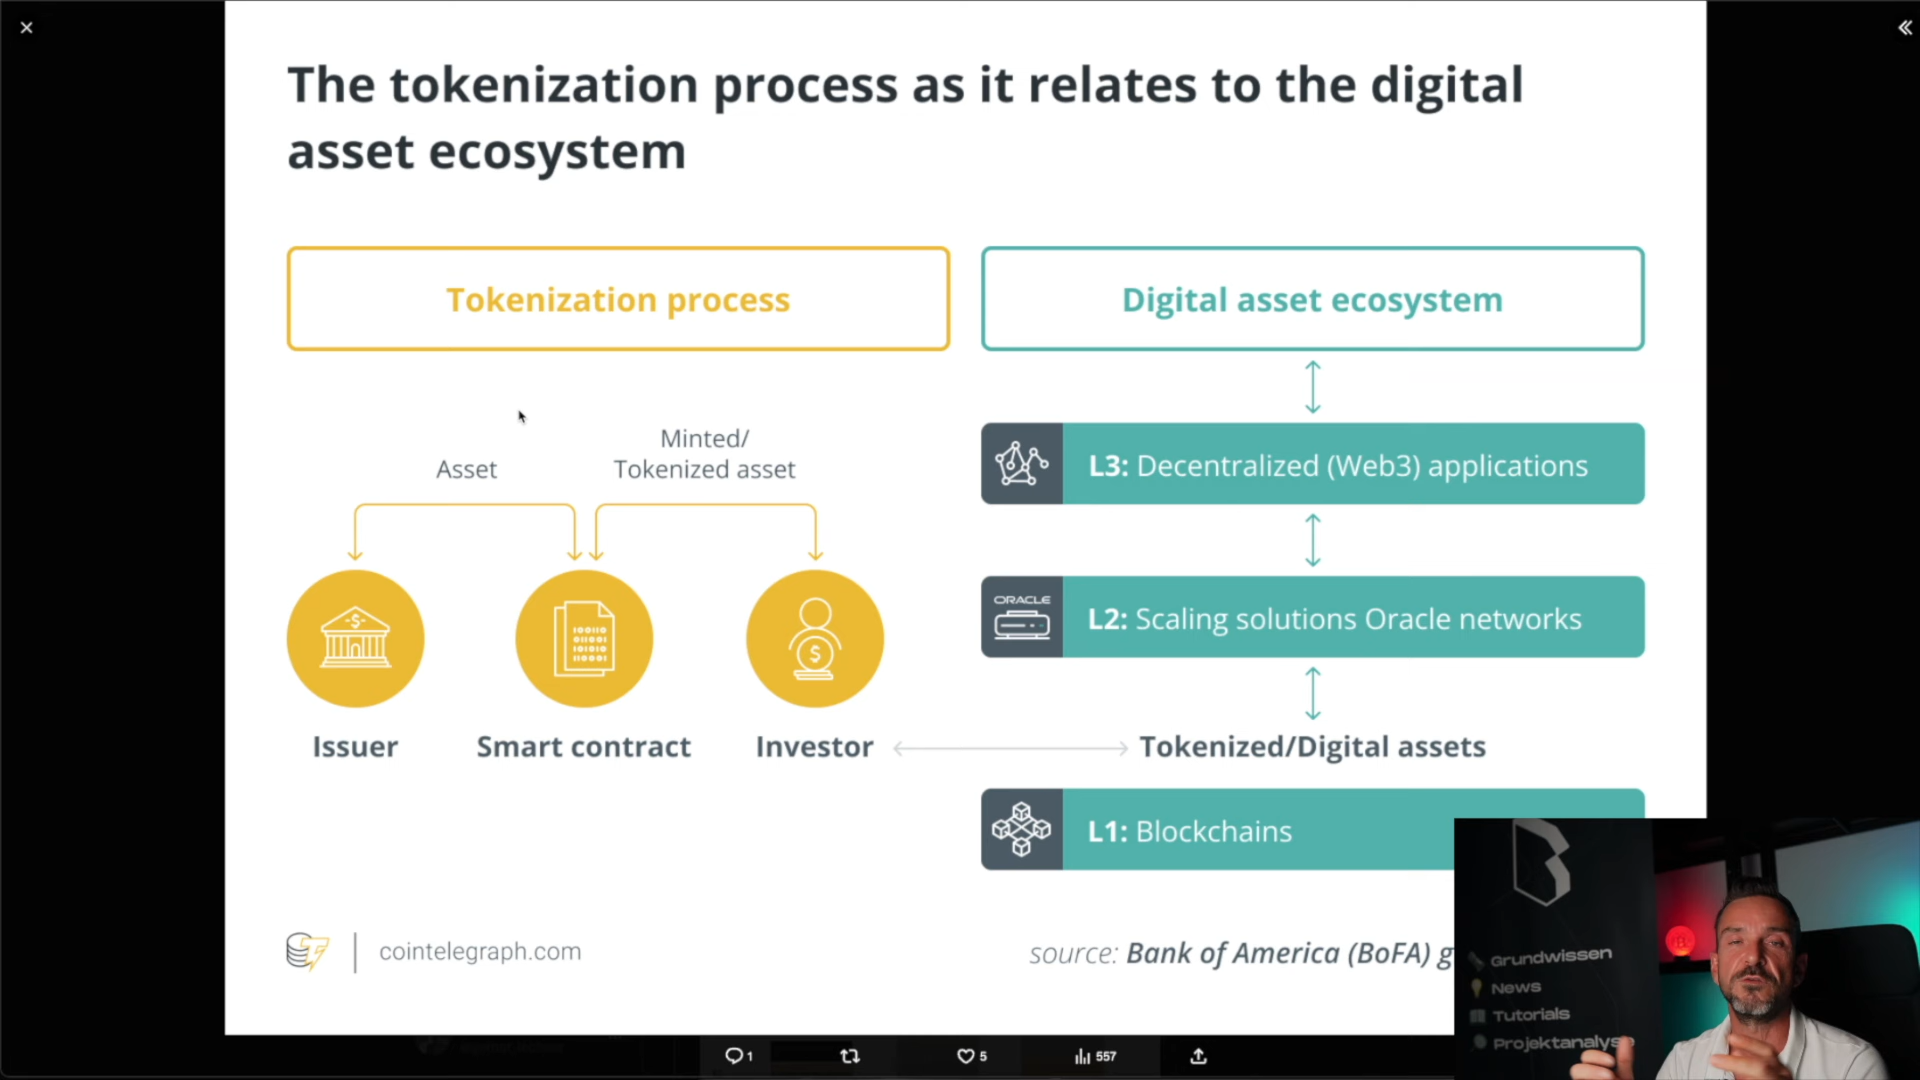 The tokenization process as it relates to the digital
asset ecosystem
Tokenization process
Asset
Minted/
Tokenized asset
Issuer
Smart contract
Investor
Digital asset ecosystem
L3: Decentralized (Web3) applications
ORACLE
L2: Scaling solutions Oracle networks
Tokenized/Digital assets
L1: Blockchains
cointelegraph.com
source: Bank of America (BoFA) g
Grundwissen
News
Tutorials
Projektanalys
1
5
557